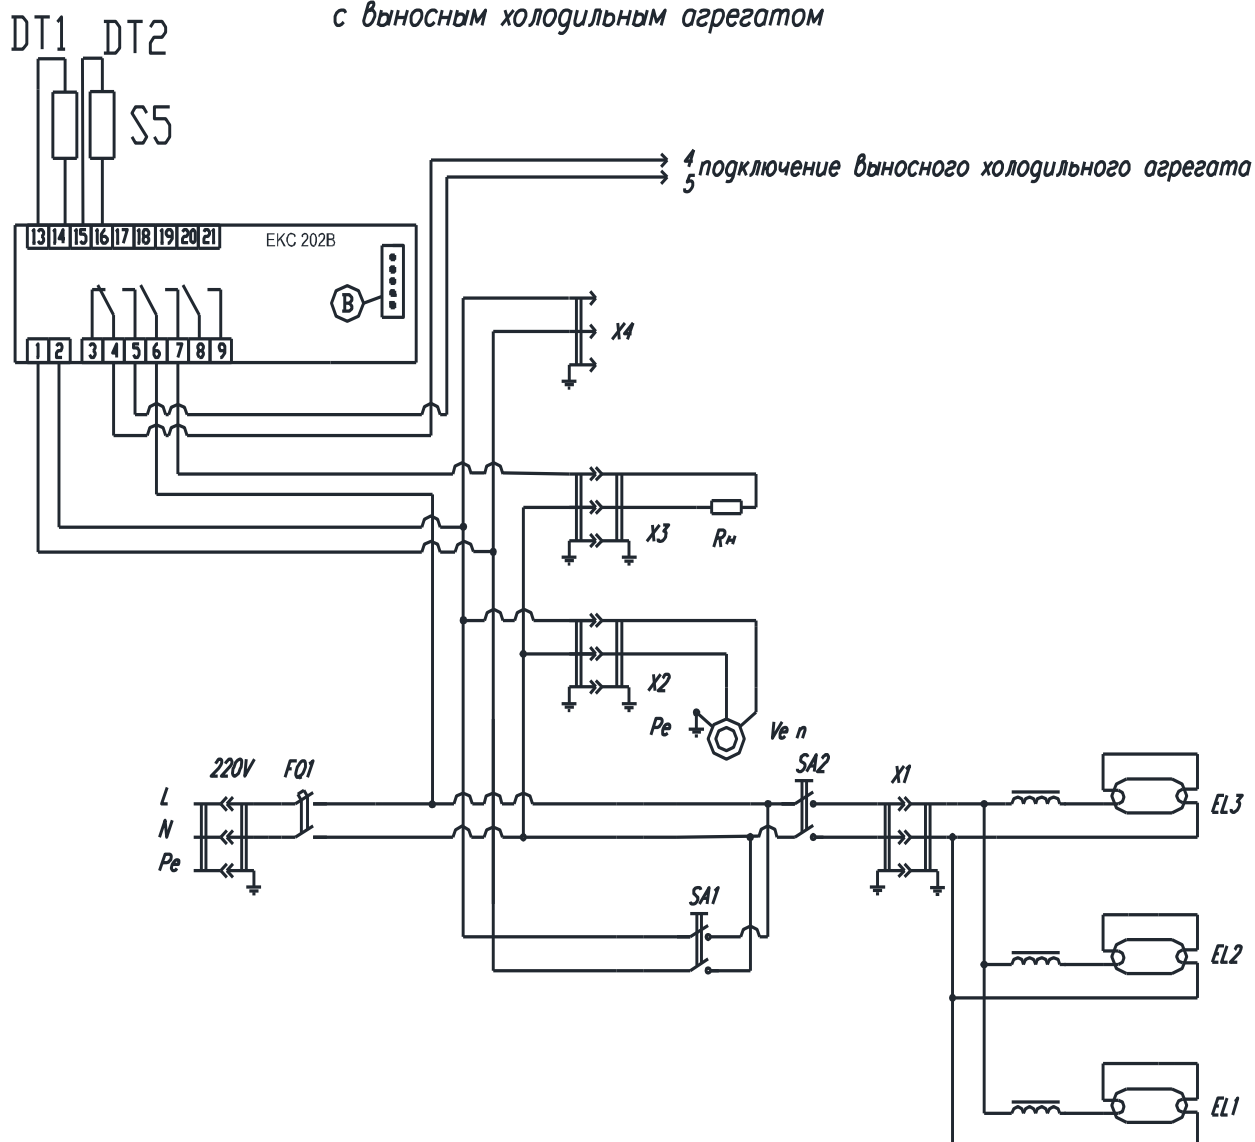 с выносным холодильным агрегатом
DT1 DT2
S5
4
5 подключение выносного холодильного агрегата
13 14 15 16 17 18 19 20 21
ЕКС 202В
В
X4
1 2 3 4 5 6 7 8 9
X3
Rн
X2
Pe
Ve n
220V FQ1
SA2
X1
L
EL3
N
Pe
SA1
EL2
EL1